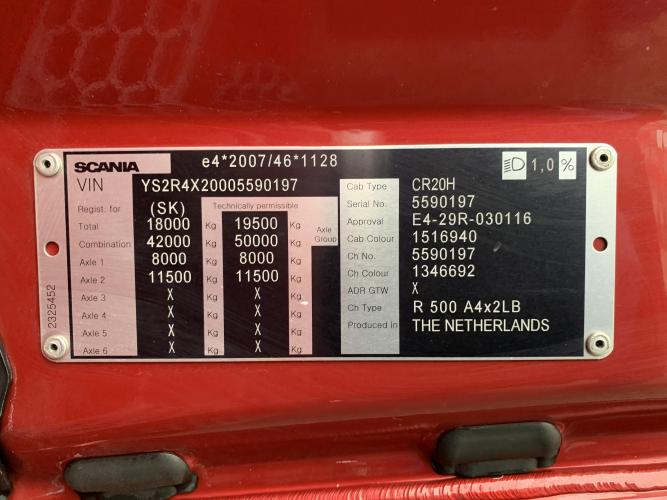 SCANIA e4*2007/46*1128 1,0 %
VIN YS2R4X20005590197 Cab Type CR20H
Regist. for (SK) Technically permissible Serial No. 5590197
Total 18000 Kg 19500 Kg Axle Group Approval E4-29R-030116
Combination 42000 Kg 50000 Kg Cab Colour 1516940
Axle 1 8000 Kg 8000 Kg Ch No. 5590197
Axle 2 11500 Kg 11500 Kg Ch Colour 1346692
Axle 3 X Kg X Kg ADR GTW X
Axle 4 X Kg X Kg Ch Type R 500 A4x2LB
Axle 5 X Kg X Kg Produced in THE NETHERLANDS
Axle 6 X Kg X Kg
2325452